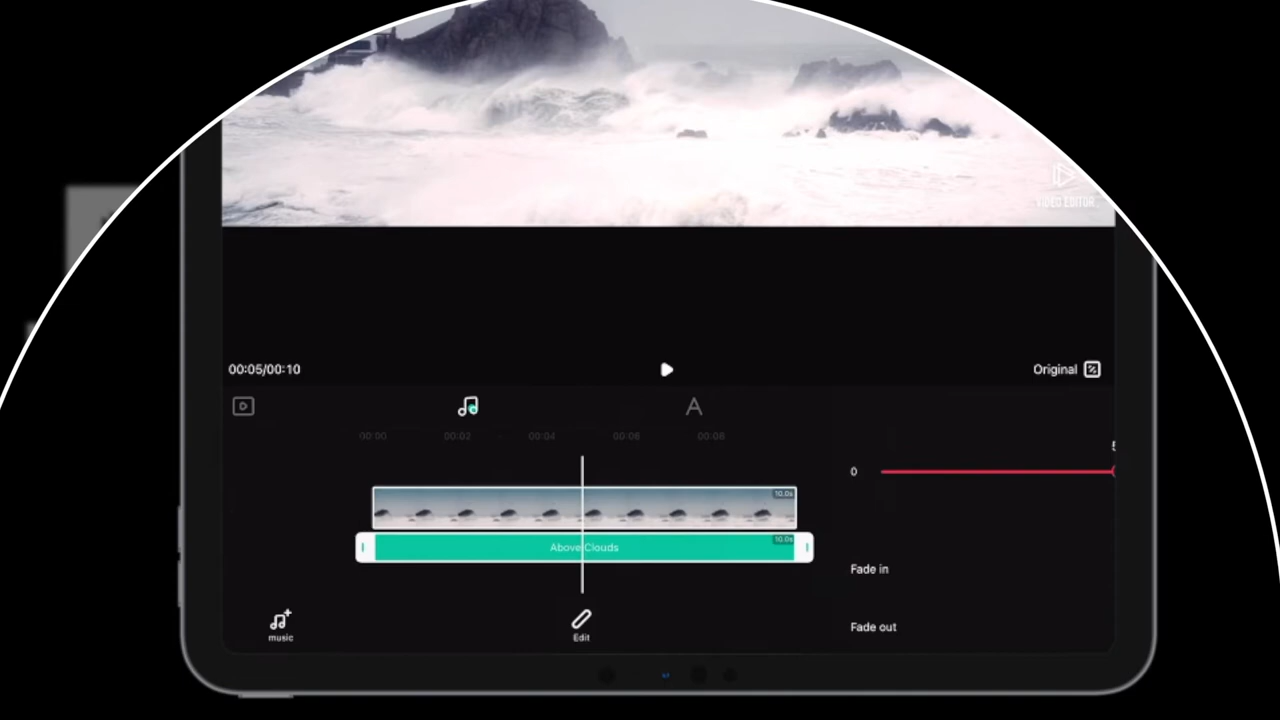 VIDEO EDITOR
00:05/00:10
Original
00:00 00:02 00:04 00:06 00:08
0
10.0s
Above Clouds 10.0s
Fade in
music Edit
Fade out